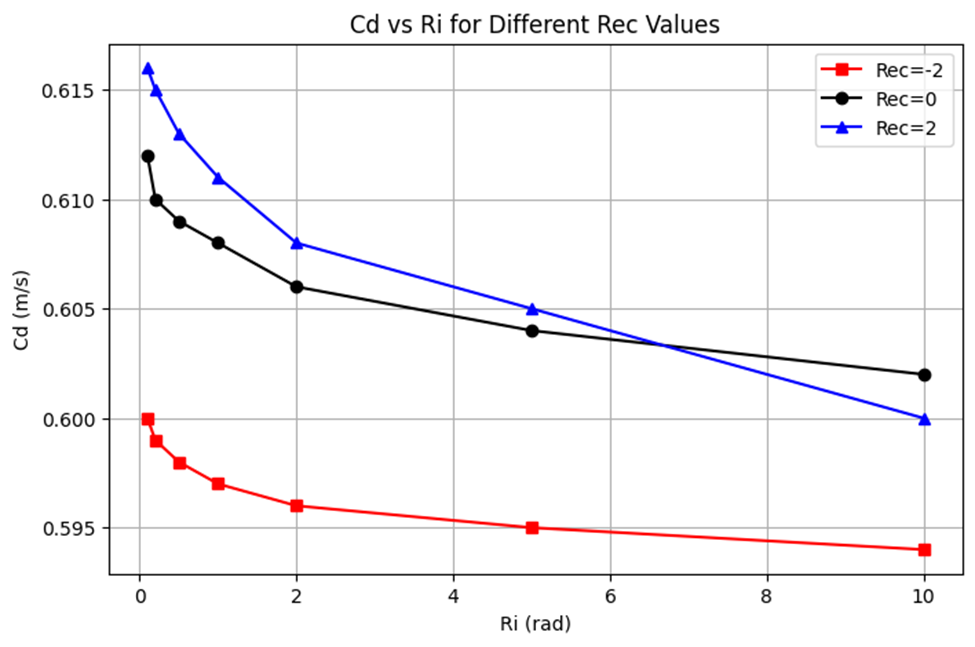 Cd vs Ri for Different Rec Values
Rec=-2
Rec=0
Rec=2
Cd (m/s)
0.615
0.610
0.605
0.600
0.595
0 2 4 6 8 10
Ri (rad)